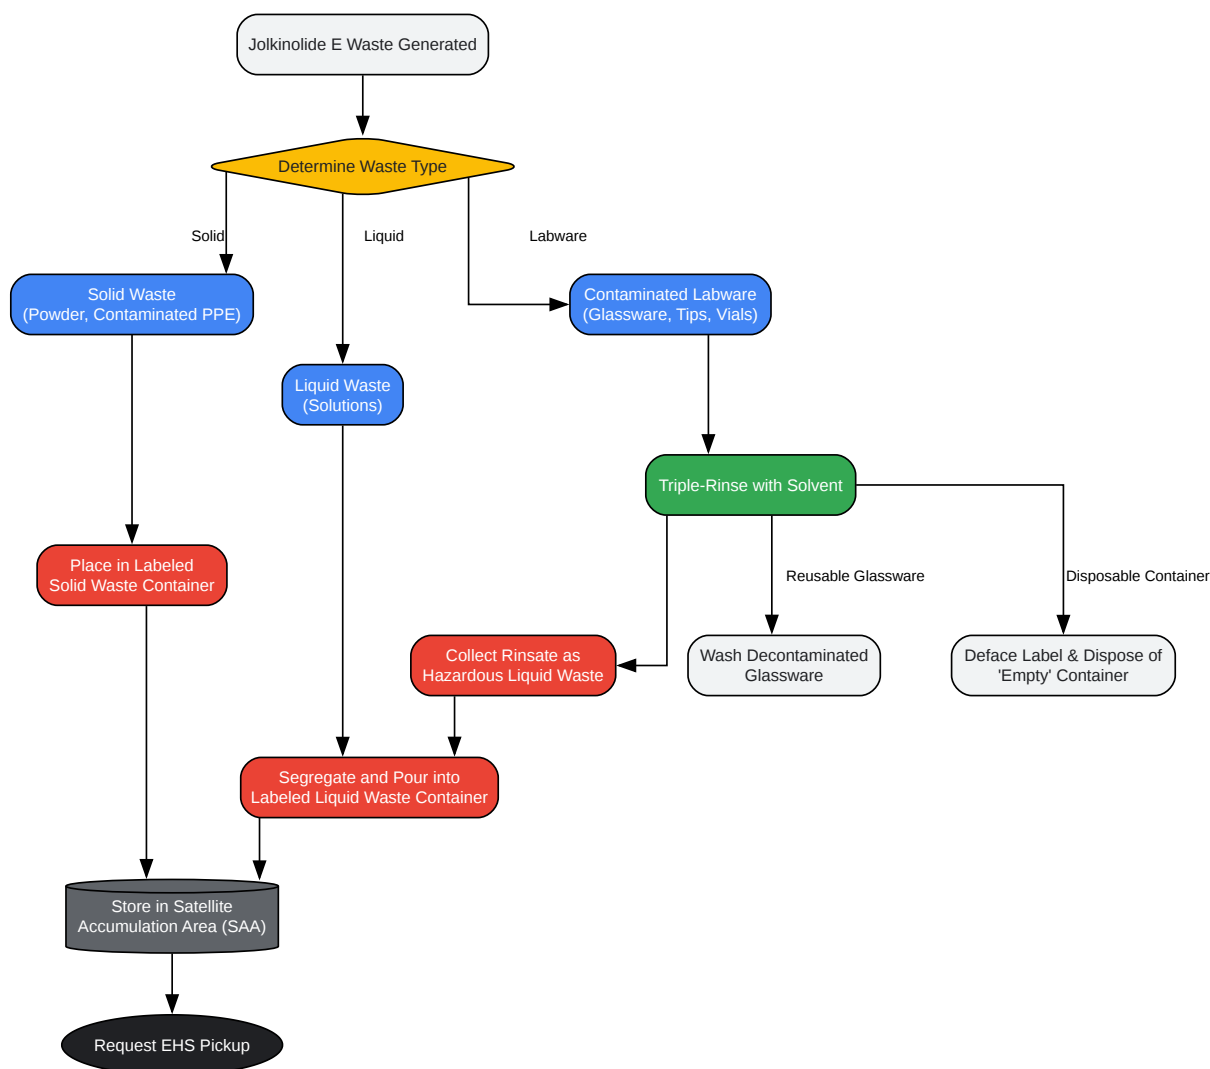 Jolkinolide E Waste Generated
Determine Waste Type
Solid
Liquid
Labware
Solid Waste
(Powder, Contaminated PPE)
Contaminated Labware
(Glassware, Tips, Vials)
Liquid Waste
(Solutions)
Triple-Rinse with Solvent
Place in Labeled
Solid Waste Container
Reusable Glassware
Disposable Container
Collect Rinsate as
Hazardous Liquid Waste
Wash Decontaminated
Glassware
Deface Label & Dispose of
'Empty' Container
Segregate and Pour into
Labeled Liquid Waste Container
Store in Satellite
Accumulation Area (SAA)
Request EHS Pickup